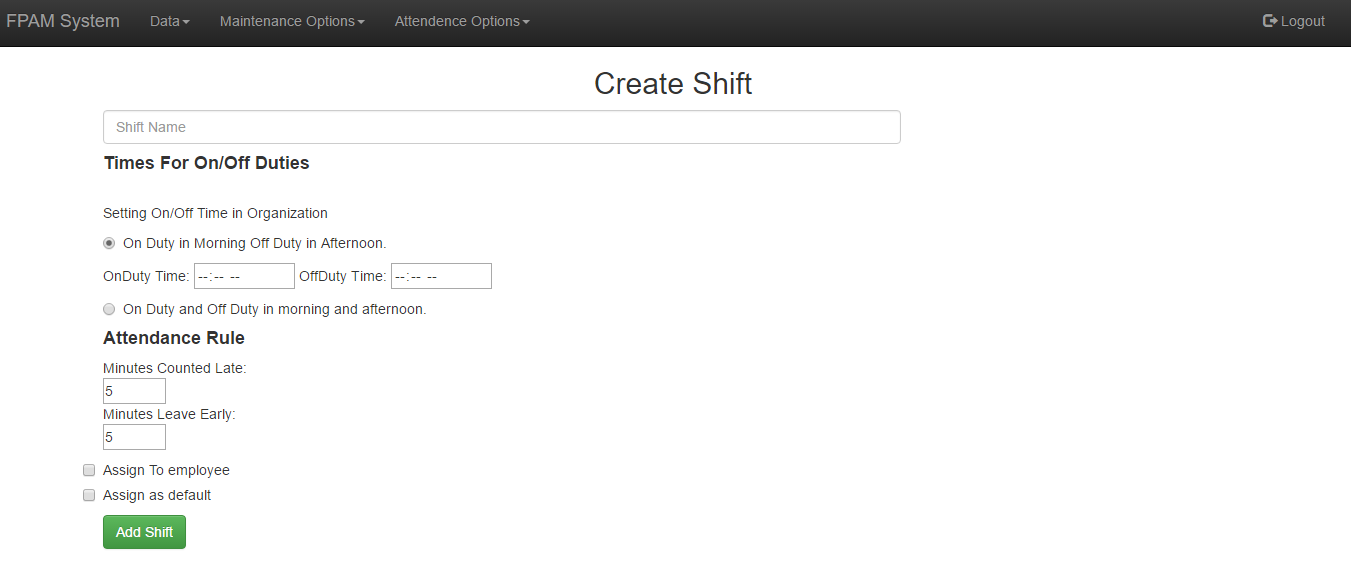 FPAM System Data Maintenance Options Attendence Options Logout
Create Shift
Shift Name
Times For On/Off Duties
Setting On/Off Time in Organization
On Duty in Morning Off Duty in Afternoon.
OnDuty Time: --:-- -- OffDuty Time: --:-- --
On Duty and Off Duty in morning and afternoon.
Attendance Rule
Minutes Counted Late:
5
Minutes Leave Early:
5
Assign To employee
Assign as default
Add Shift